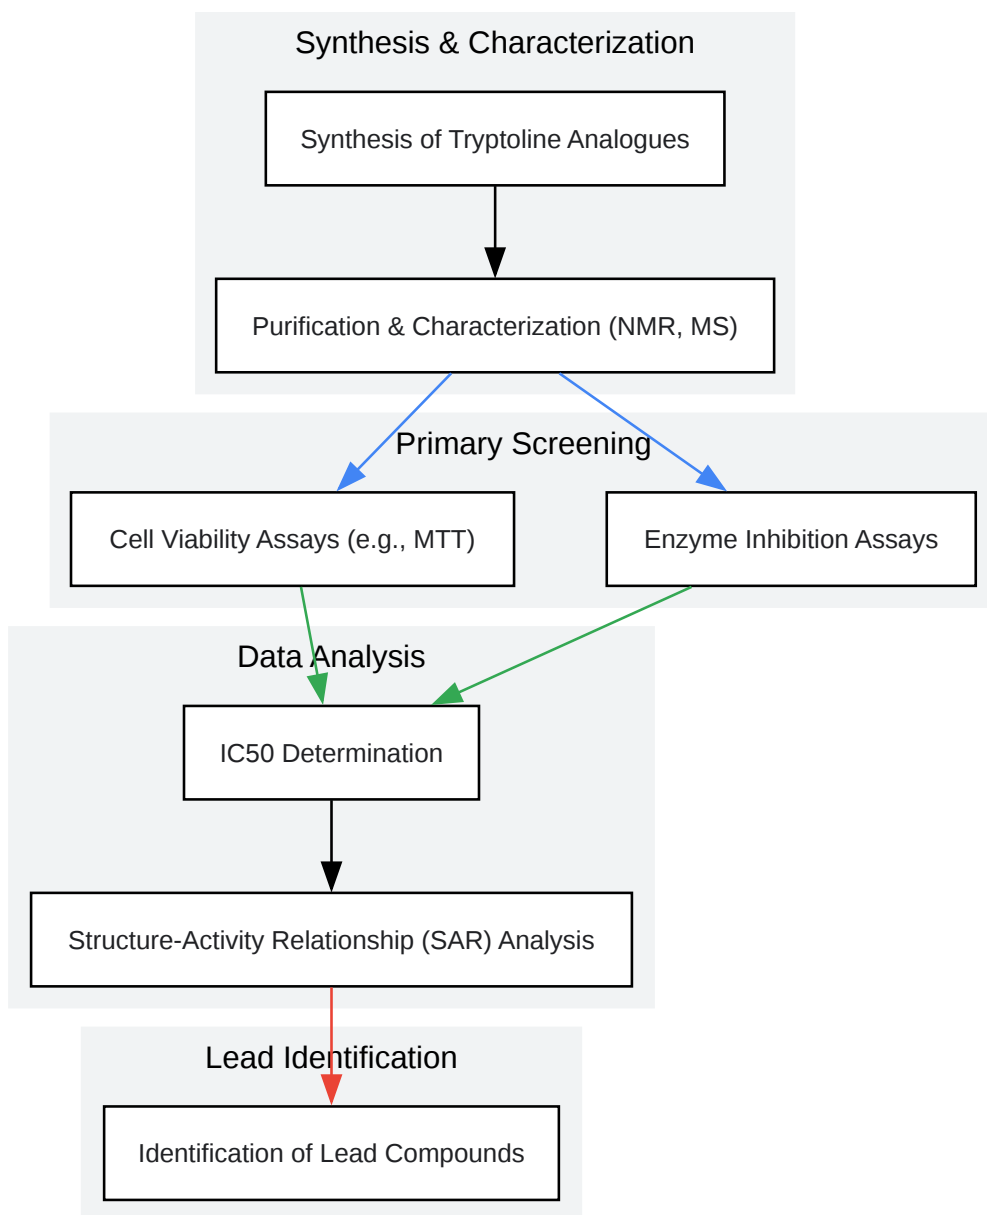 Synthesis & Characterization
Synthesis of Tryptoline Analogues
Purification & Characterization (NMR, MS)
Primary Screening
Cell Viability Assays (e.g., MTT)
Enzyme Inhibition Assays
Data Analysis
IC50 Determination
Structure-Activity Relationship (SAR) Analysis
Lead Identification
Identification of Lead Compounds